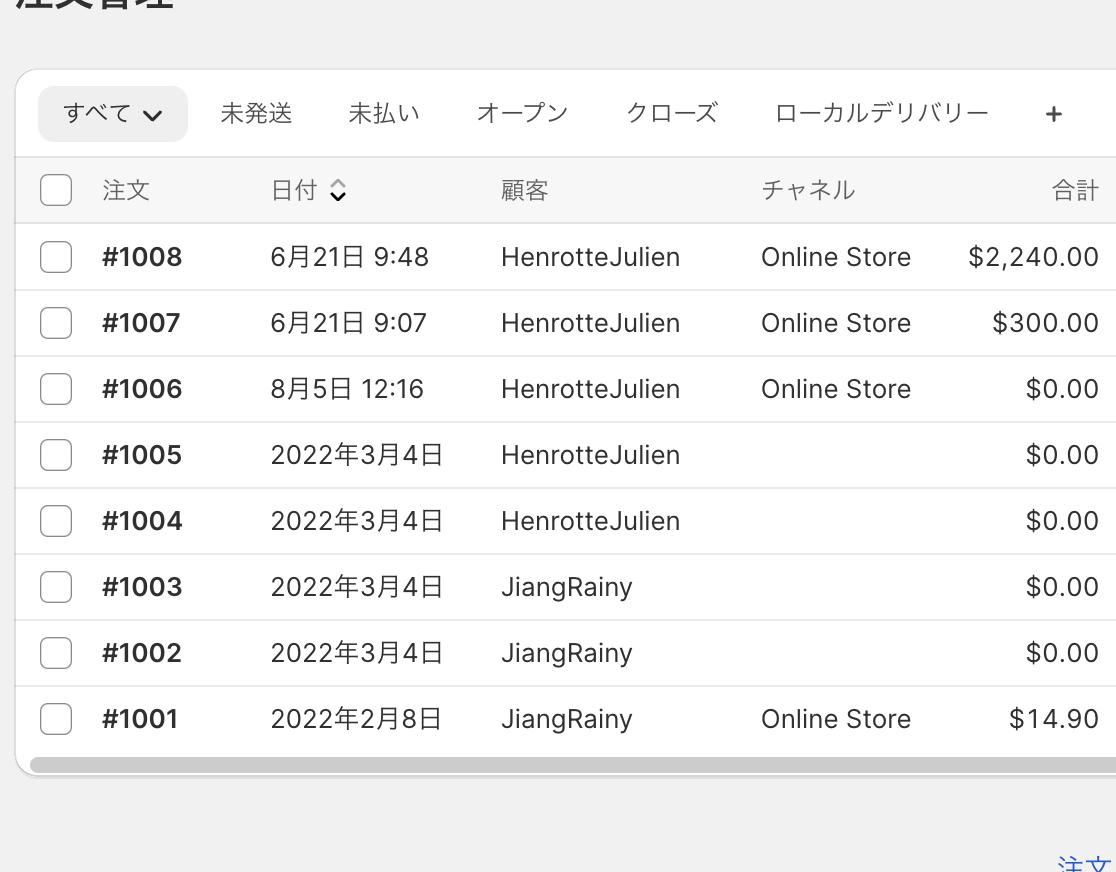 注文管理
すべて 未発送 未払い オープン クローズ ローカルデリバリー +
注文 日付 顧客 チャネル 合計
#1008 6月21日 9:48 HenrotteJulien Online Store $2,240.00
#1007 6月21日 9:07 HenrotteJulien Online Store $300.00
#1006 8月5日 12:16 HenrotteJulien Online Store $0.00
#1005 2022年3月4日 HenrotteJulien $0.00
#1004 2022年3月4日 HenrotteJulien $0.00
#1003 2022年3月4日 JiangRainy $0.00
#1002 2022年3月4日 JiangRainy $0.00
#1001 2022年2月8日 JiangRainy Online Store $14.90
注文